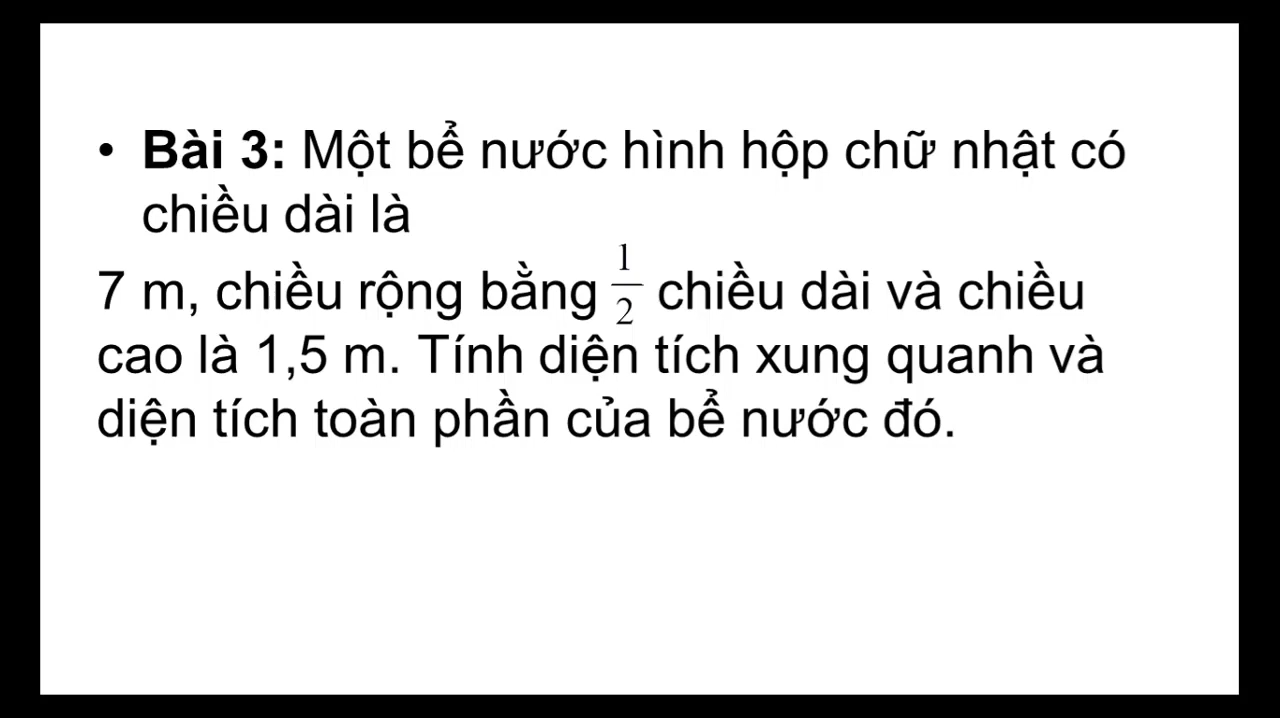 • Bài 3: Một bể nước hình hộp chữ nhật có
chiều dài là
7 m, chiều rộng bằng 1/2 chiều dài và chiều
cao là 1,5 m. Tính diện tích xung quanh và
diện tích toàn phần của bể nước đó.